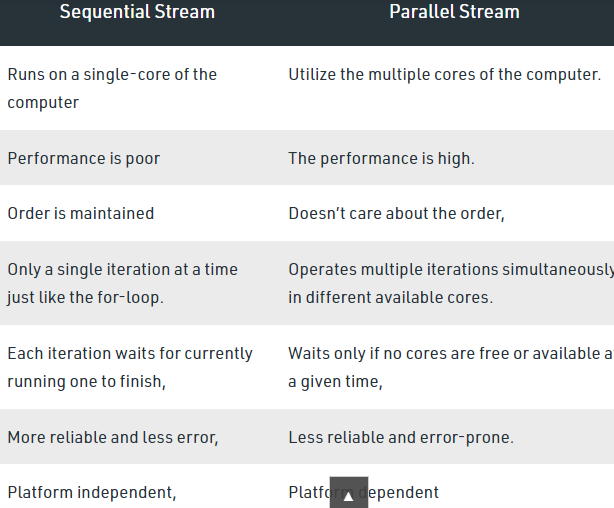 Sequential Stream Parallel Stream
Runs on a single-core of the Utilize the multiple cores of the computer.
computer
Performance is poor The performance is high.
Order is maintained Doesn’t care about the order,
Only a single iteration at a time Operates multiple iterations simultaneously
just like the for-loop. in different available cores.
Each iteration waits for currently Waits only if no cores are free or available a
running one to finish, a given time,
More reliable and less error, Less reliable and error-prone.
Platform independent, Platform dependent